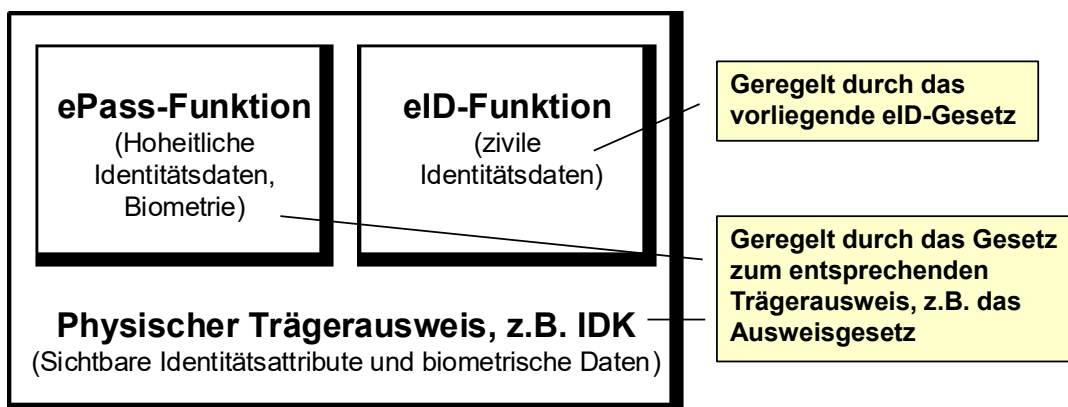 ePass-Funktion
(Hoheitliche
Identitätsdaten,
Biometrie)
eID-Funktion
(zivile
Identitätsdaten)
Physischer Trägerausweis, z.B. IDK
(Sichtbare Identitätsattribute und biometrische Daten)
Geregelt durch das
vorliegende eID-Gesetz
Geregelt durch das Gesetz
zum entsprechenden
Trägerausweis, z.B. das
Ausweisgesetz